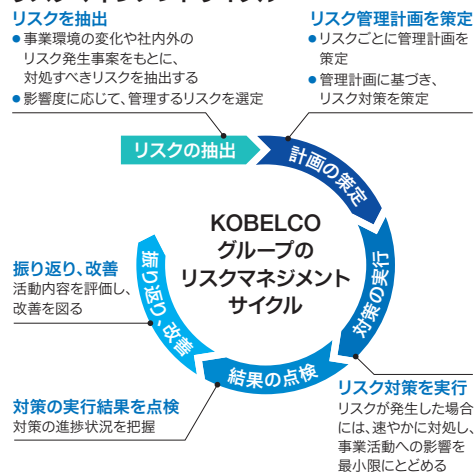 リスクを抽出
● 事業環境の変化や社内外の
リスク発生事案をもとに、
対処すべきリスクを抽出する
● 影響度に応じて、管理するリスクを選定
リスク管理計画を策定
● リスクごとに管理計画を
策定
● 管理計画に基づき、
リスク対策を策定
リスクの抽出
計画の策定
対策の実行
結果の点検
振り返り、改善
KOBELCO
グループの
リスクマネジメント
サイクル
振り返り、改善
活動内容を評価し、
改善を図る
対策の実行結果を点検
対策の進捗状況を把握
リスク対策を実行
リスクが発生した場合
には、速やかに対処し、
事業活動への影響を
最小限にとどめる